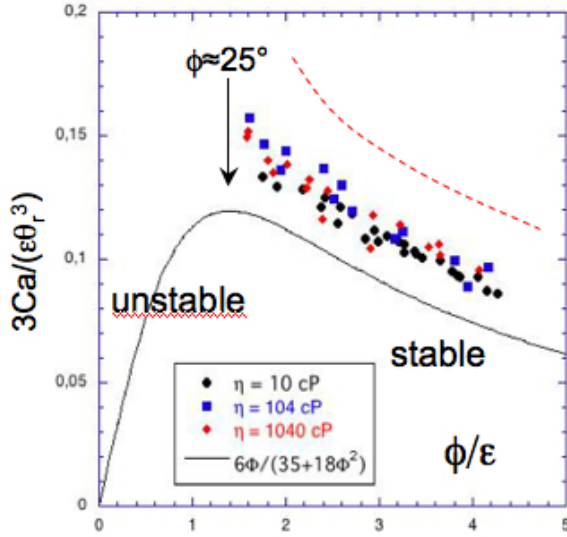 0,2
0,15
0,1
0,05
0
3Ca/(εθr³)
ϕ≈25°
unstable
stable
η = 10 cP
η = 104 cP
η = 1040 cP
6Φ/(35+18Φ²)
ϕ/ε
0 1 2 3 4 5